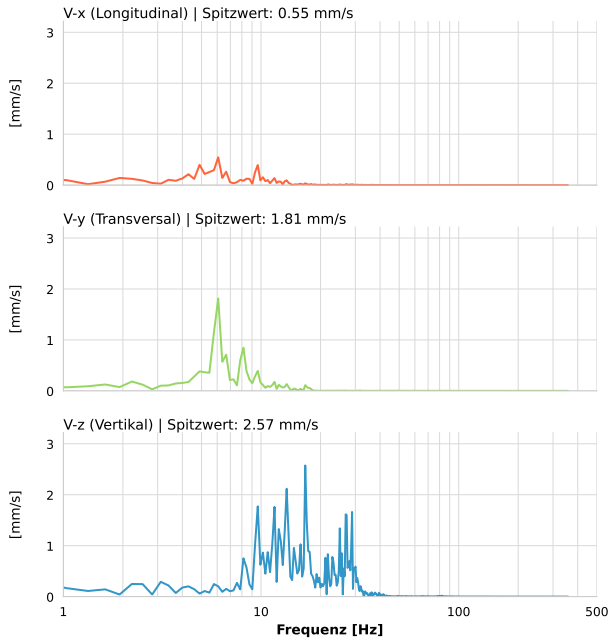 V-x (Longitudinal) | Spitzwert: 0.55 mm/s
3
2
1
0
[mm/s]
V-y (Transversal) | Spitzwert: 1.81 mm/s
3
2
1
0
[mm/s]
V-z (Vertikal) | Spitzwert: 2.57 mm/s
3
2
1
0
[mm/s]
1 10 100 500
Frequenz [Hz]